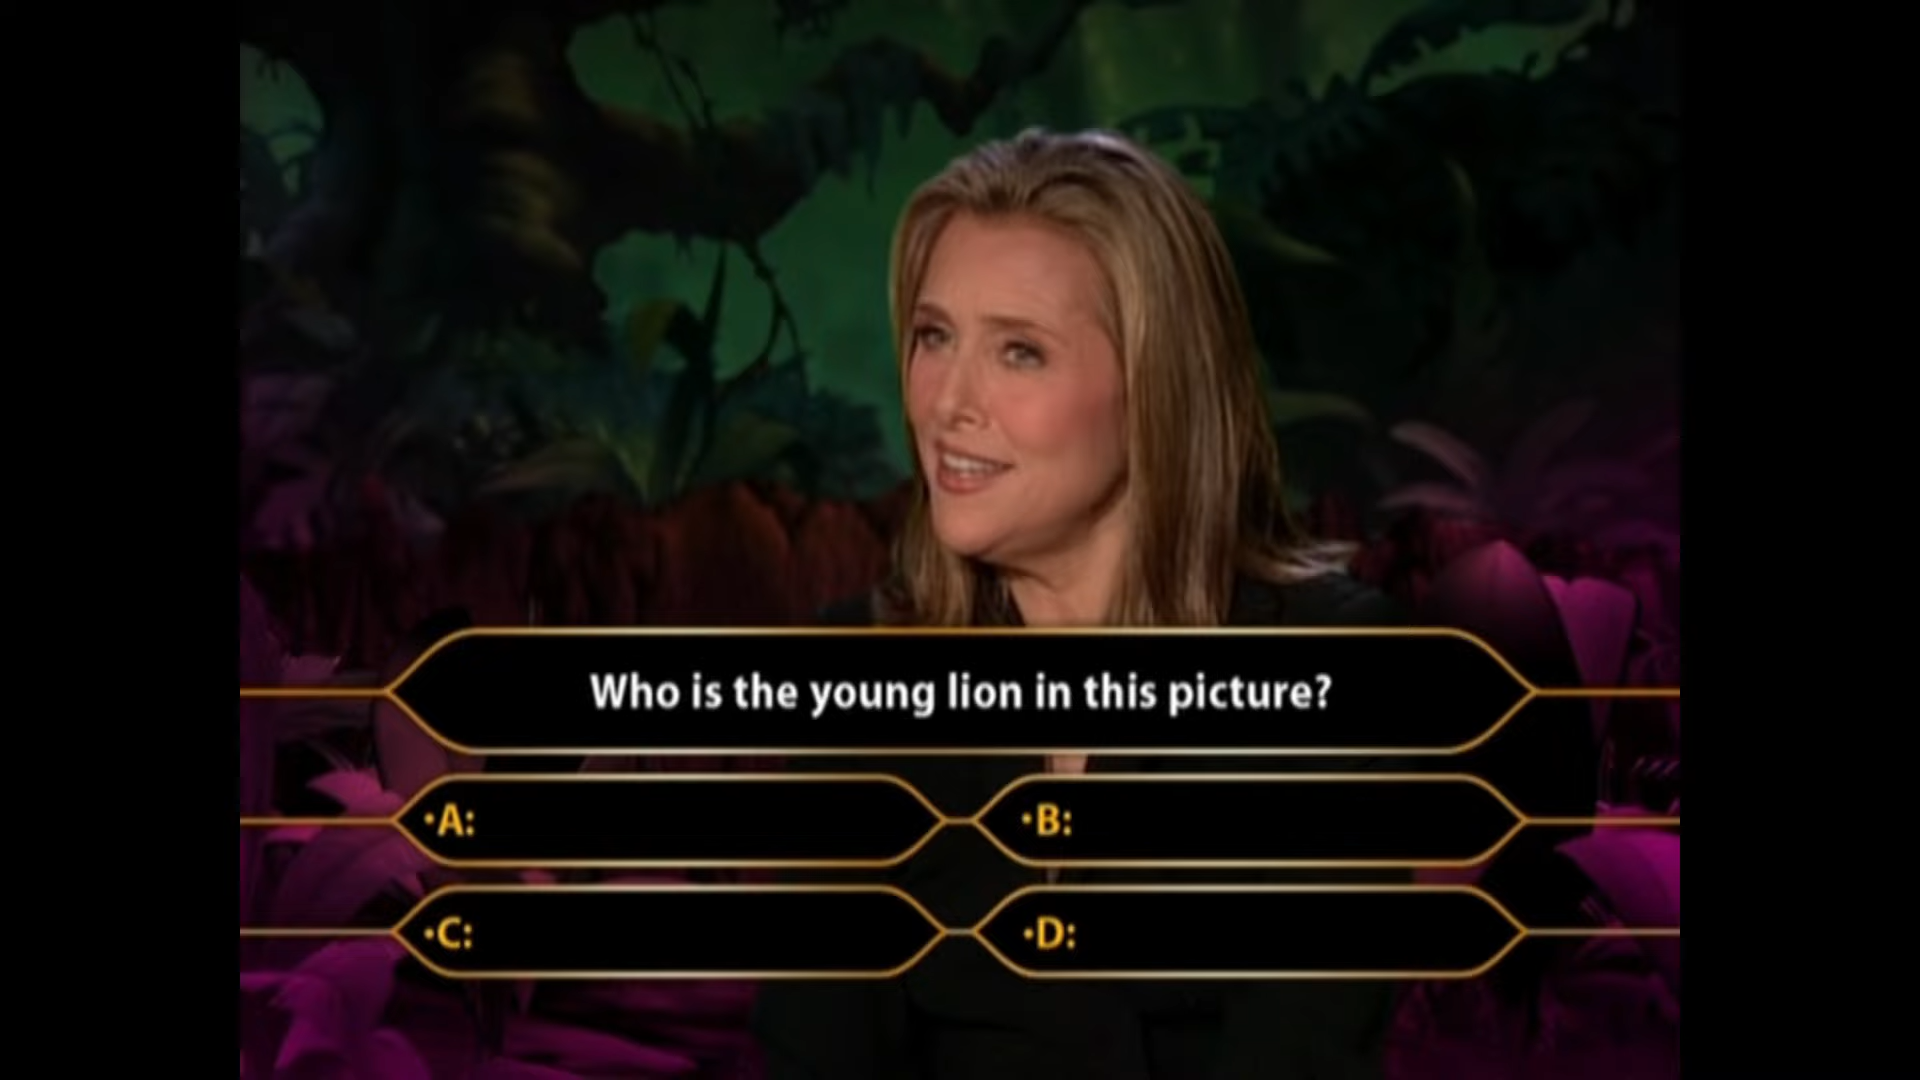 Who is the young lion in this picture?
·A:
·B:
·C:
·D: